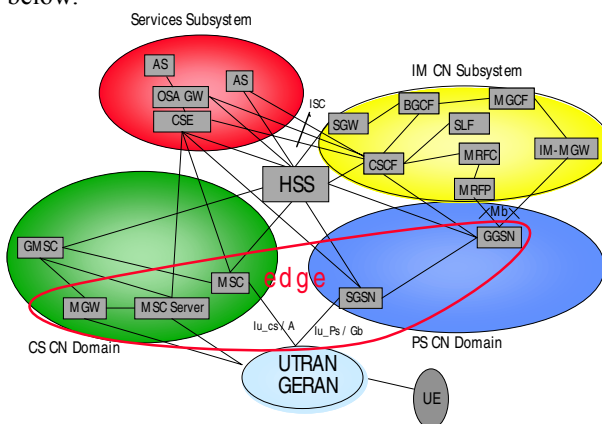 below.
Services Subsystem
AS
AS
OSA GW
CSE
ISC
IM CN Subsystem
SGW
BGCF
MGCF
SLF
CSCF
MRFC
IM-MGW
MRFP
HSS
Mb
GGSN
GMSC
MSC
edge
SGSN
MGW
MSC Server
Iu_cs / A
Iu_Ps / Gb
CS CN Domain
PS CN Domain
UTRAN
GERAN
UE